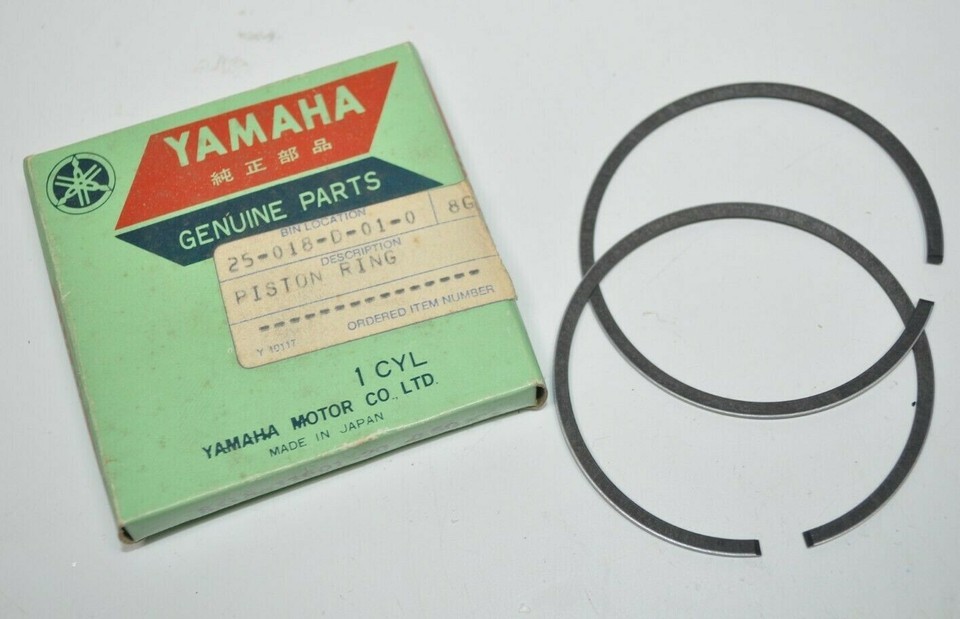 YAMAHA
純正部品
GENUINE PARTS
BIN LOCATION
25-018-D-01-0 8G
DESCRIPTION
PISTON RING
ORDERED ITEM NUMBER
1 CYL
YAMAHA MOTOR CO., LTD.
MADE IN JAPAN